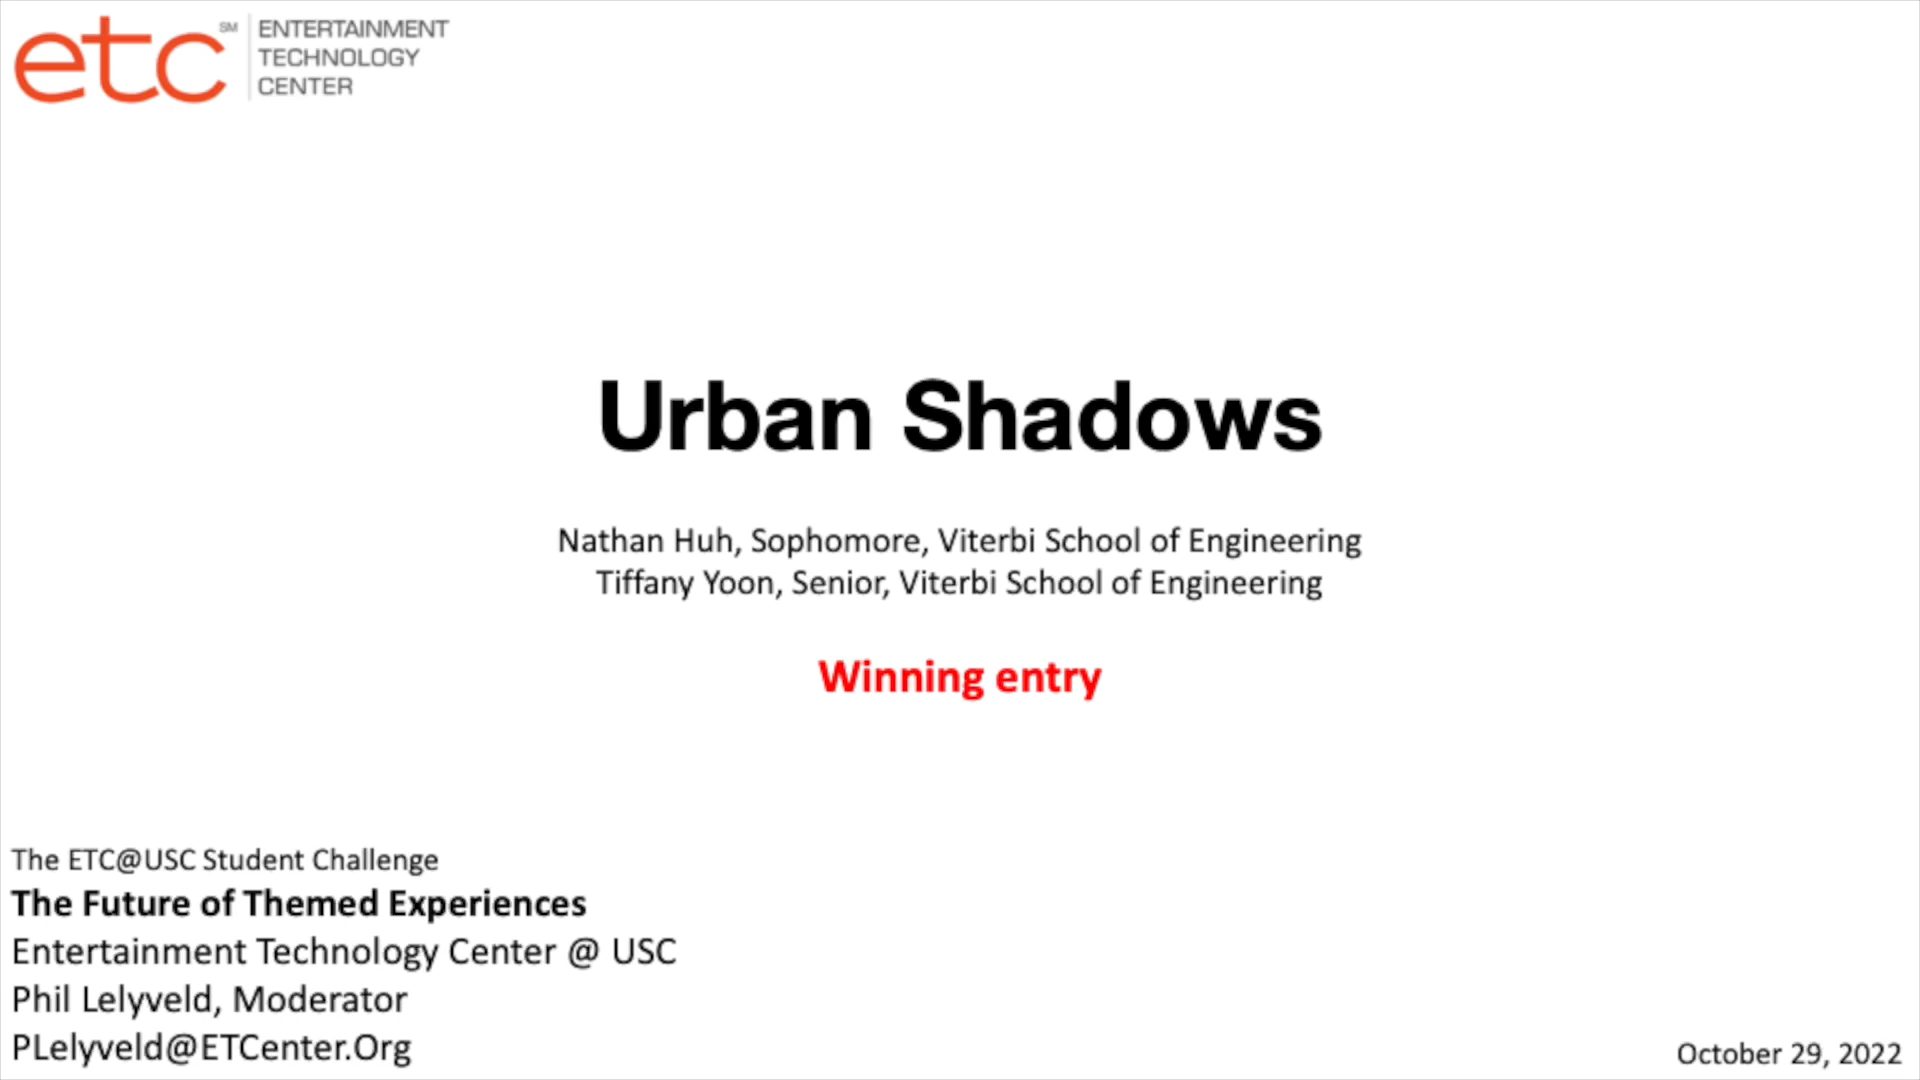 etc SM
ENTERTAINMENT
TECHNOLOGY
CENTER
Urban Shadows
Nathan Huh, Sophomore, Viterbi School of Engineering
Tiffany Yoon, Senior, Viterbi School of Engineering
Winning entry
The ETC@USC Student Challenge
The Future of Themed Experiences
Entertainment Technology Center @ USC
Phil Lelyveld, Moderator
PLelyveld@ETCenter.Org
October 29, 2022